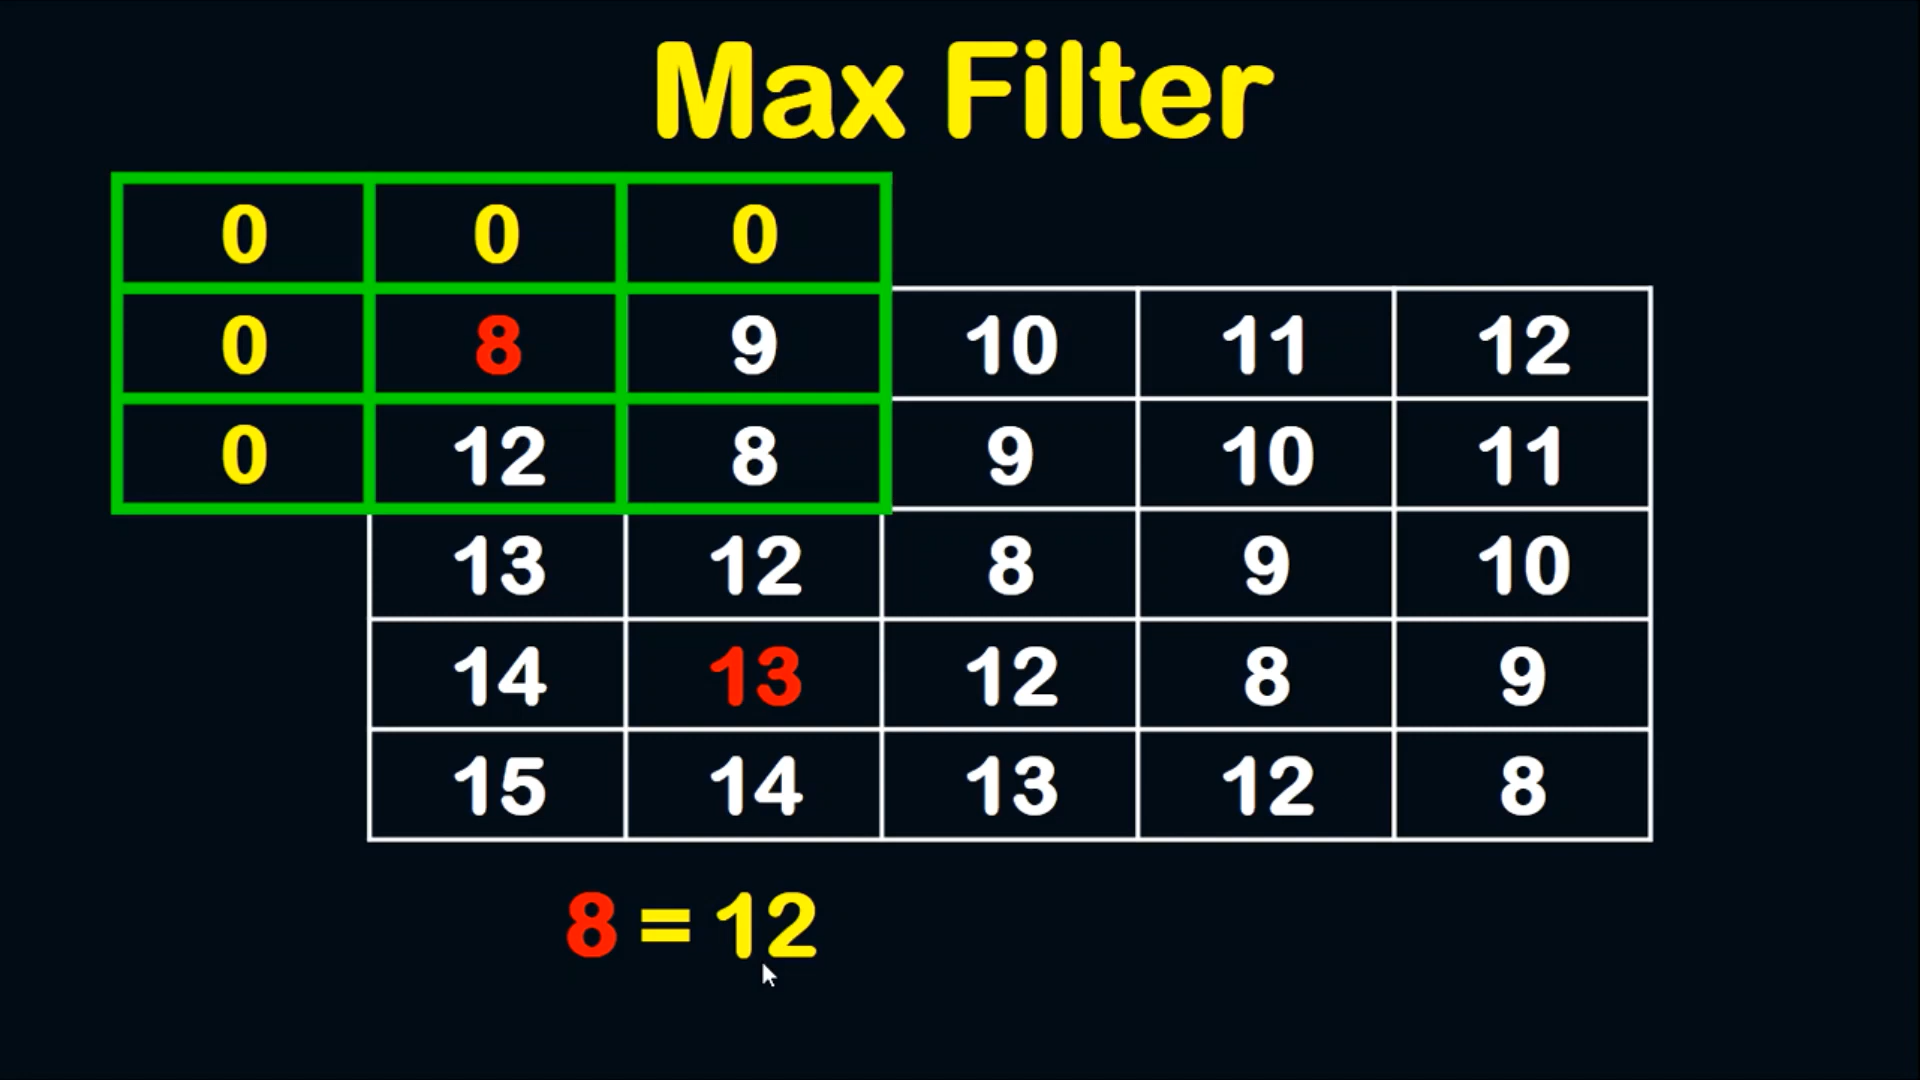 Max Filter
0 0 0
0 8 9 10 11 12
0 12 8 9 10 11
13 12 8 9 10
14 13 12 8 9
15 14 13 12 8
8 = 12